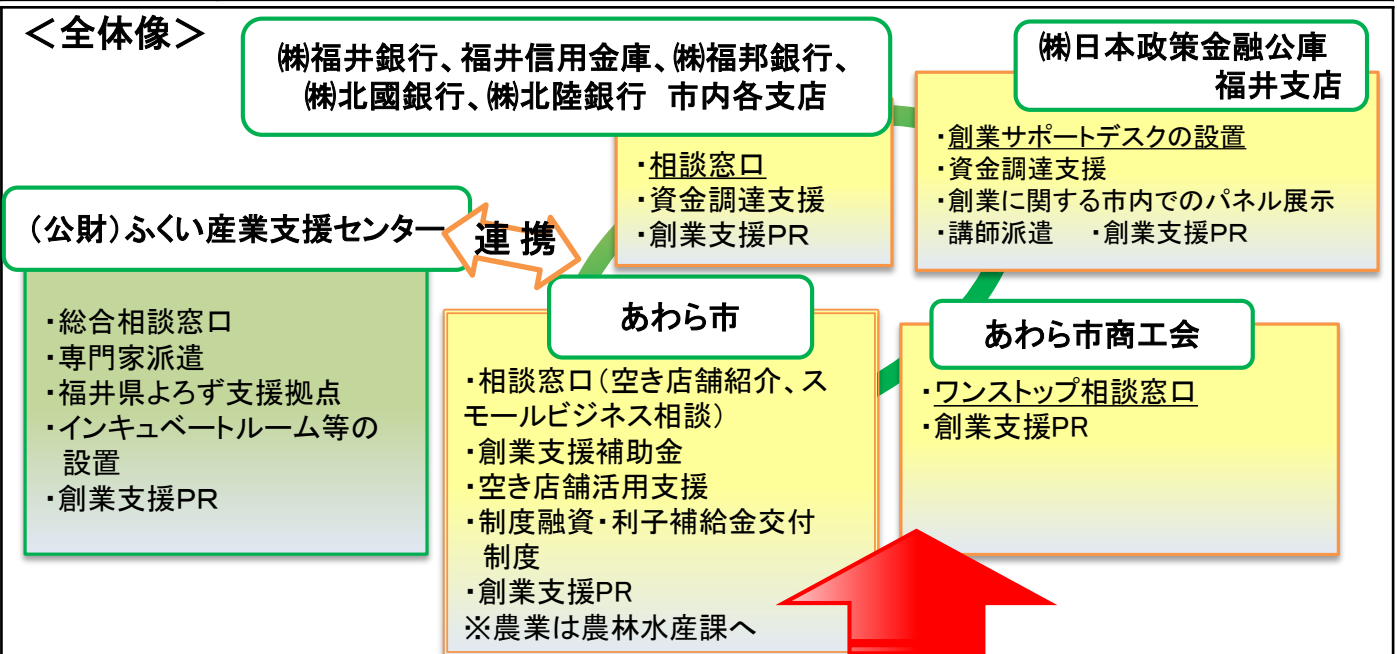 ＜全体像＞
㈱福井銀行、福井信用金庫、㈱福邦銀行、
㈱北國銀行、㈱北陸銀行　市内各支店
・相談窓口
・資金調達支援
・創業支援PR
㈱日本政策金融公庫
福井支店
・創業サポートデスクの設置
・資金調達支援
・創業に関する市内でのパネル展示
・講師派遣　・創業支援PR
（公財）ふくい産業支援センター
連携
・総合相談窓口
・専門家派遣
・福井県よろず支援拠点
・インキュベートルーム等の
設置
・創業支援PR
あわら市
・相談窓口（空き店舗紹介、ス
モールビジネス相談）
・創業支援補助金
・空き店舗活用支援
・制度融資・利子補給金交付
制度
・創業支援PR
※農業は農林水産課へ
あわら市商工会
・ワンストップ相談窓口
・創業支援PR